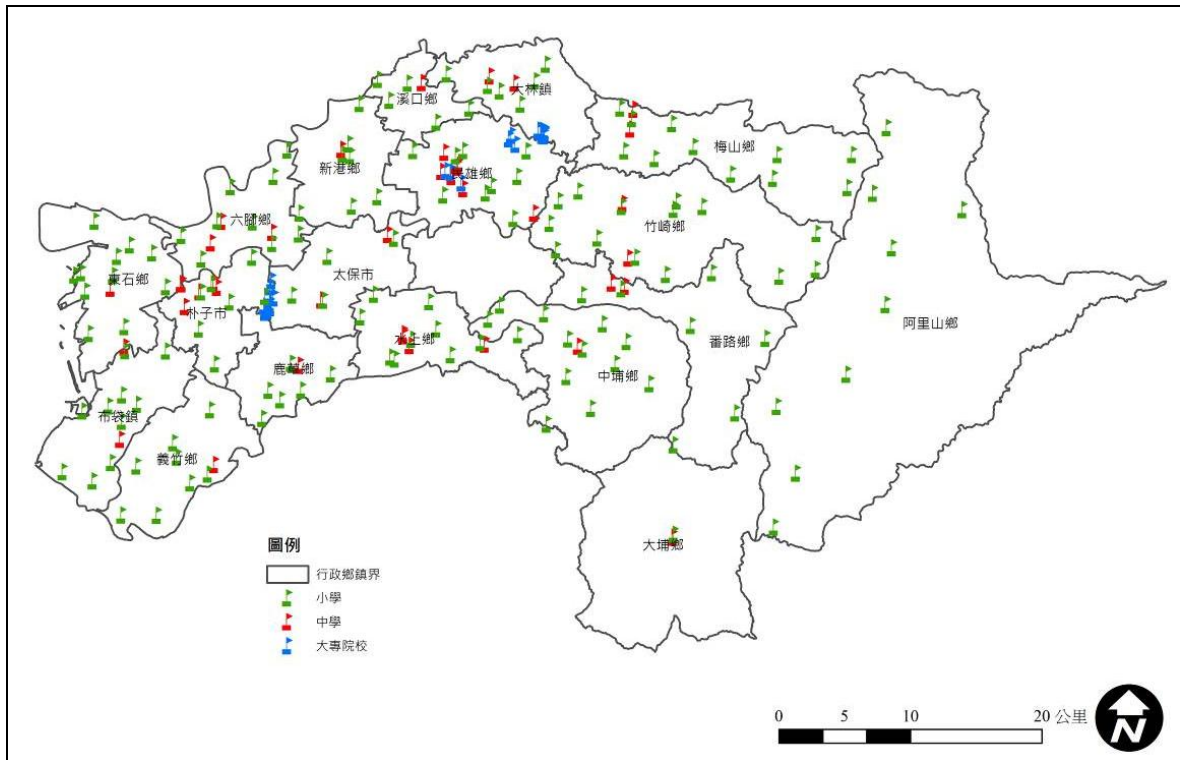 溪口鄉
大林鎮
梅山鄉
新港鄉
民雄鄉
六腳鄉
竹崎鄉
太保市
東石鄉
朴子市
阿里山鄉
番路鄉
水上鄉
鹿草鄉
中埔鄉
布袋鎮
義竹鄉
大埔鄉
圖例
行政鄉鎮界
小學
中學
大專院校
0 5 10 20 公里
N